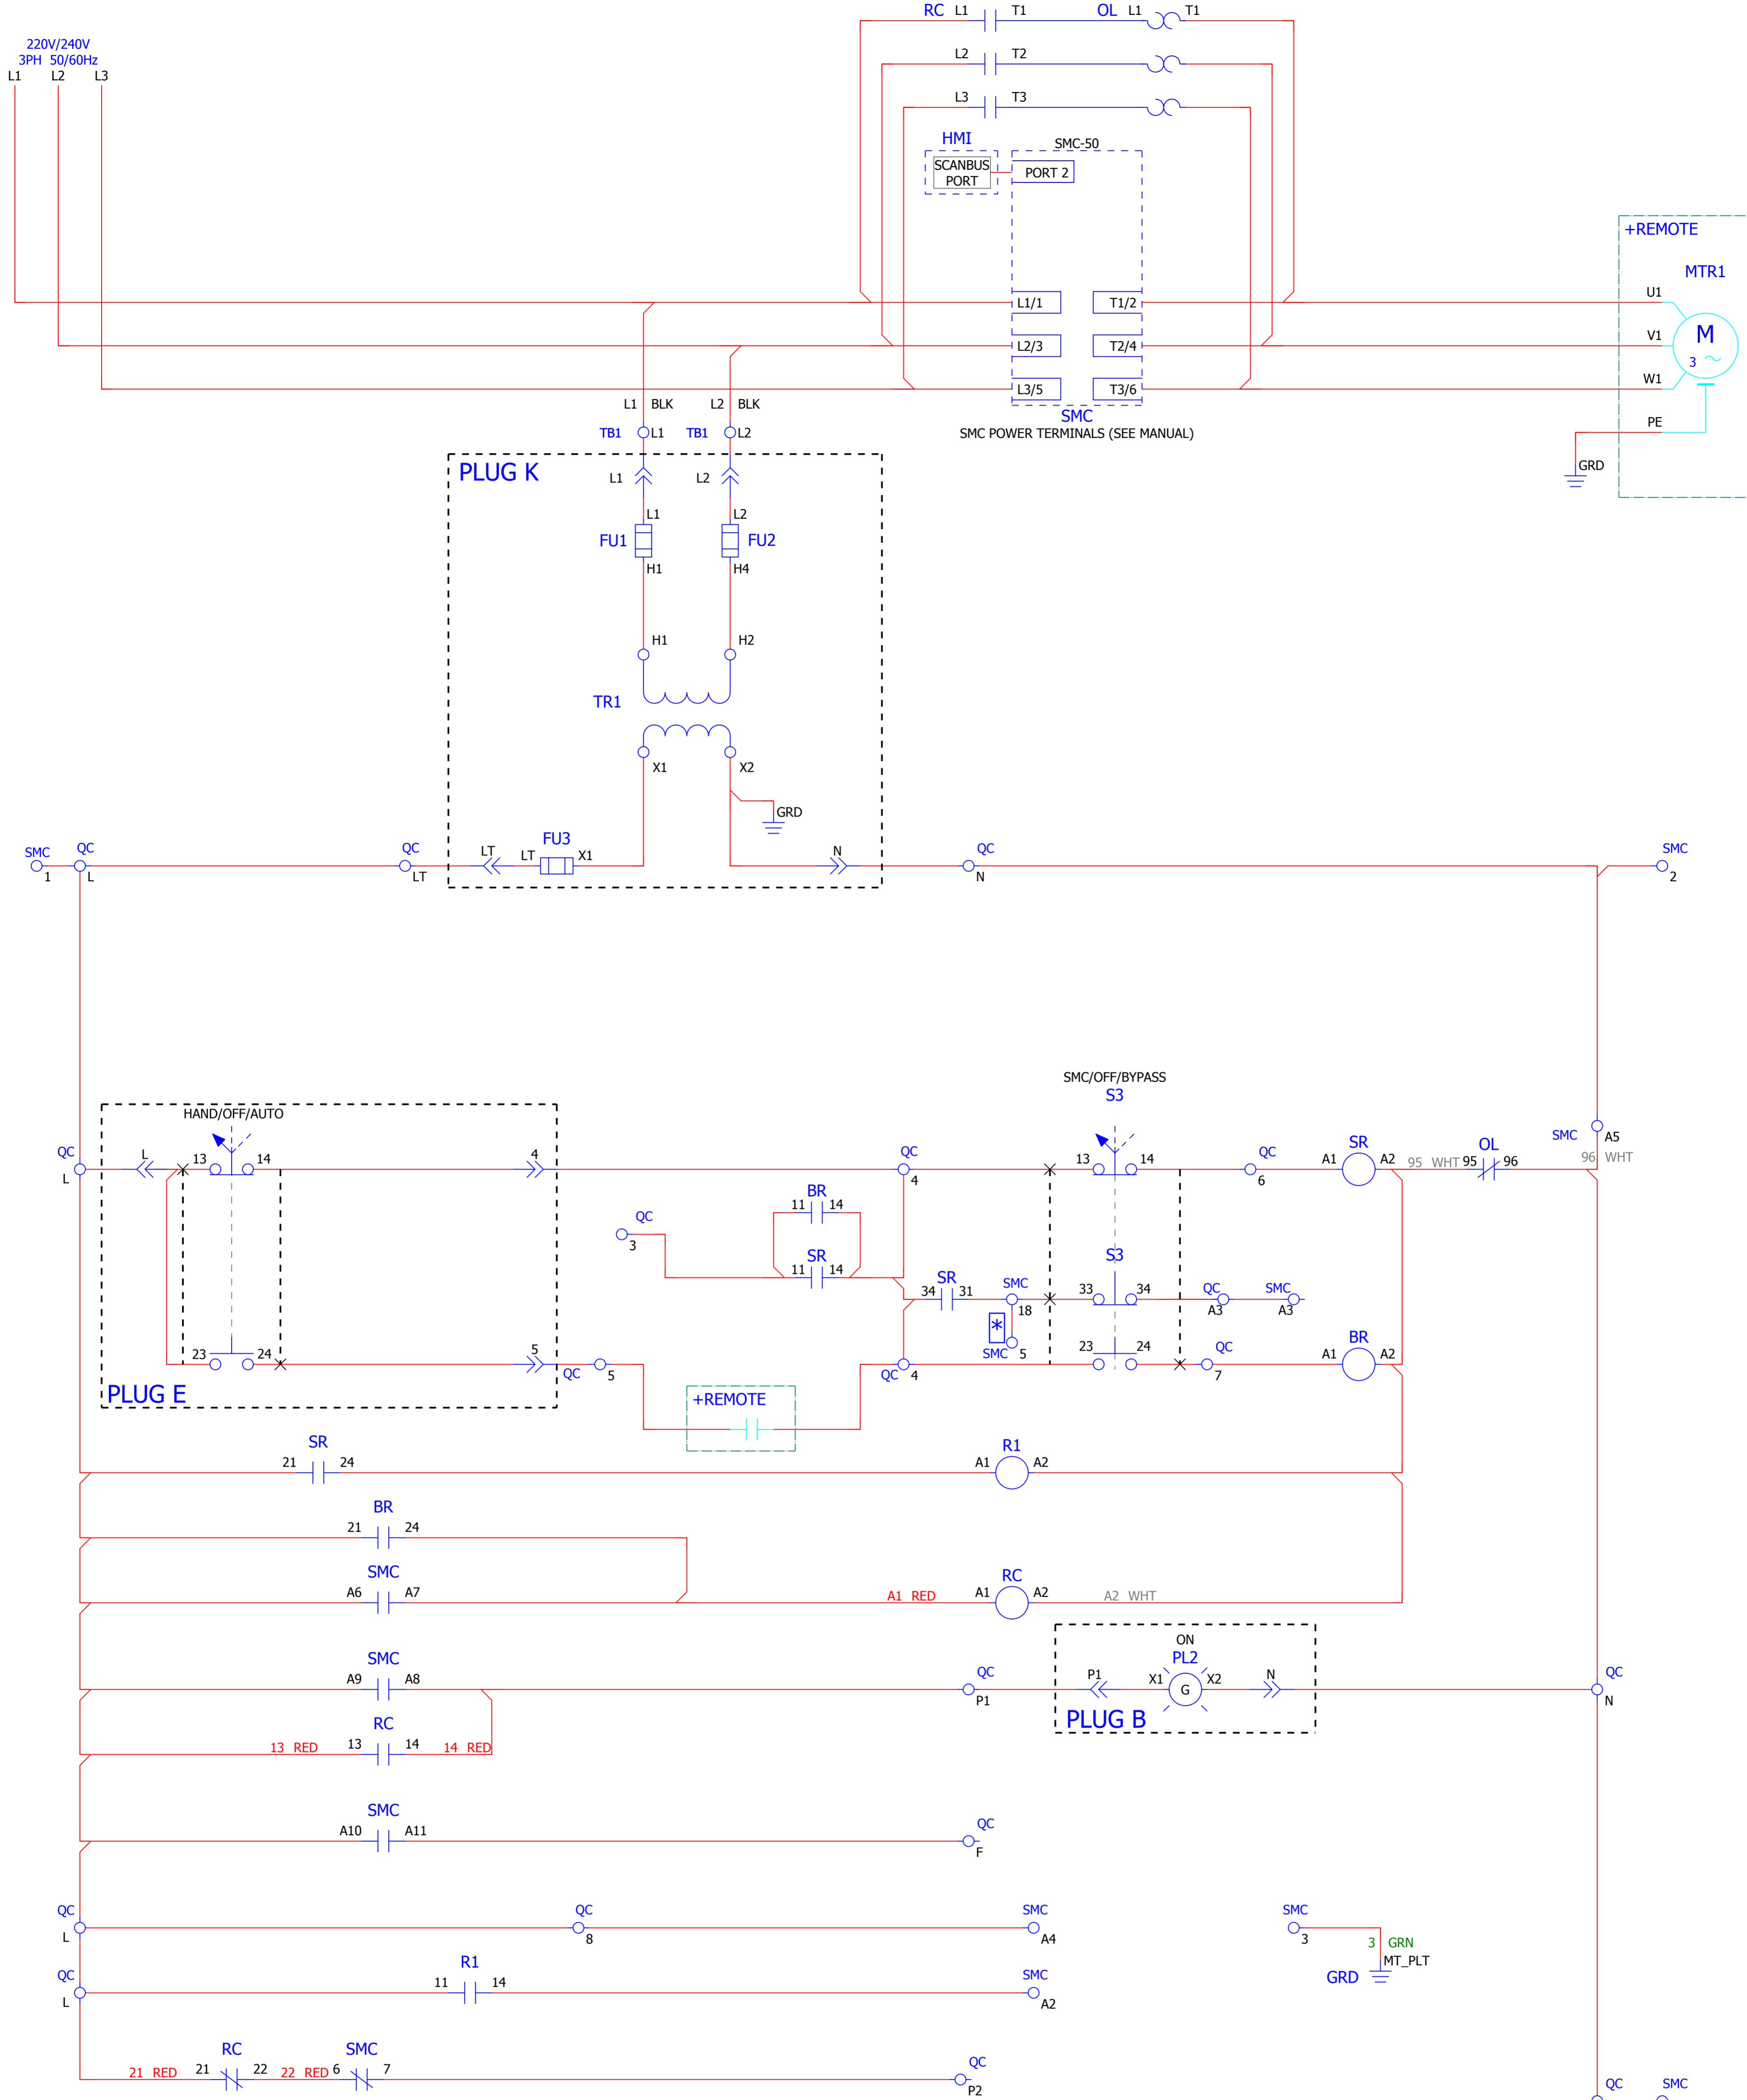 RC L1 T1 OL L1 T1
220V/240V
3PH 50/60Hz
L1 L2 L3
L2 T2
L3 T3
HMI
SMC-50
SCANBUS
PORT
PORT 2
+REMOTE
MTR1
L1/1 T1/2 U1
L2/3 T2/4 V1
M
3
L3/5 T3/6 W1
L1 BLK L2 BLK
SMC
SMC POWER TERMINALS (SEE MANUAL)
PE
GRD
TB1 L1 TB1 L2
PLUG K
L1 L2
L1 L2
FU1 FU2
H1 H4
H1 H2
TR1
X1 X2
GRD
SMC QC QC FU3 QC SMC
LT LT X1 N
1 L LT N 2
SMC/OFF/BYPASS
S3
HAND/OFF/AUTO
QC L 13 14 4 QC 13 14 QC SR OL SMC A5
A1 A2 95 WHT 95 96 96 WHT
L 4 6
BR
11 14
QC
3
SR
11 14
S3
SR
34 31 SMC 33 34 QC SMC
18 A3 A3
*
SMC 5
23 24 5 23 24 QC BR
A1 A2
QC 5 QC 4 7
PLUG E
+REMOTE
SR
21 24
R1
A1 A2
BR
21 24
SMC
A6 A7
A1 RED
RC
A1 A2
A2 WHT
ON
PL2
SMC
A9 A8
QC
P1
P1 X1 G X2 N
QC
N
PLUG B
RC
13 RED 13 14 14 RED
SMC
A10 A11
QC
F
QC QC SMC SMC
L 8 A4 3
3 GRN
MT_PLT
GRD
QC R1 SMC
11 14
L A2
RC SMC
21 RED 21 22 22 RED 6 7
QC
P2
QC SMC